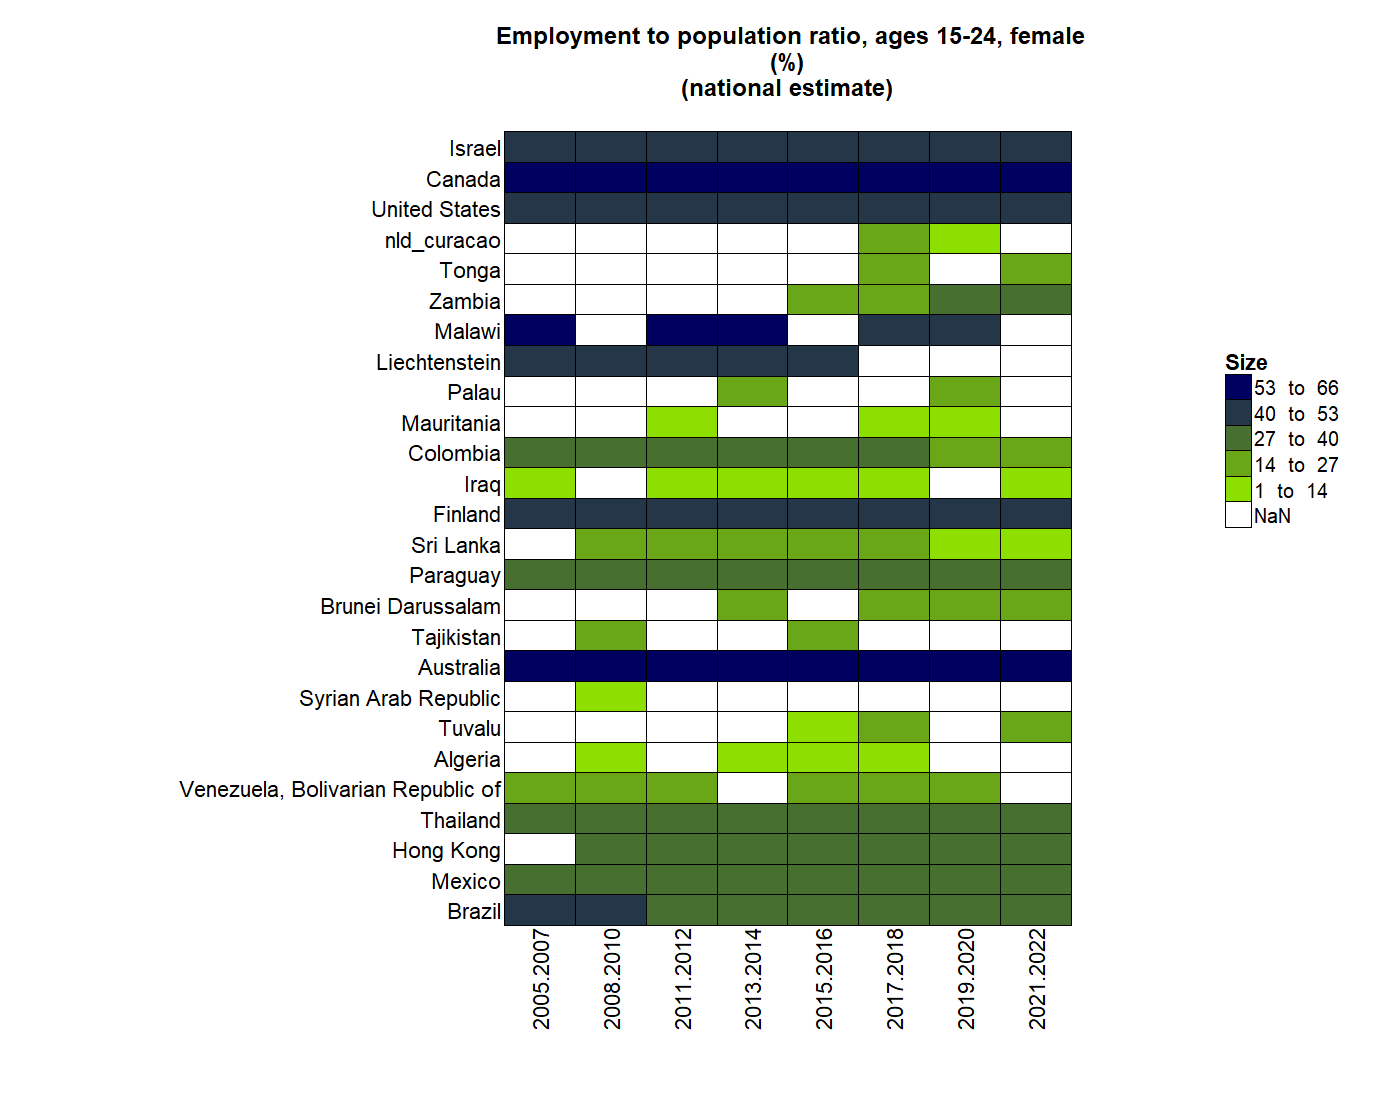 Employment to population ratio, ages 15-24, female
(%)
(national estimate)
Israel
Canada
United States
nld_curacao
Tonga
Zambia
Malawi
Liechtenstein
Palau
Mauritania
Colombia
Iraq
Finland
Sri Lanka
Paraguay
Brunei Darussalam
Tajikistan
Australia
Syrian Arab Republic
Tuvalu
Algeria
Venezuela, Bolivarian Republic of
Thailand
Hong Kong
Mexico
Brazil
2005.2007
2008.2010
2011.2012
2013.2014
2015.2016
2017.2018
2019.2020
2021.2022
Size
53 to 66
40 to 53
27 to 40
14 to 27
1 to 14
NaN